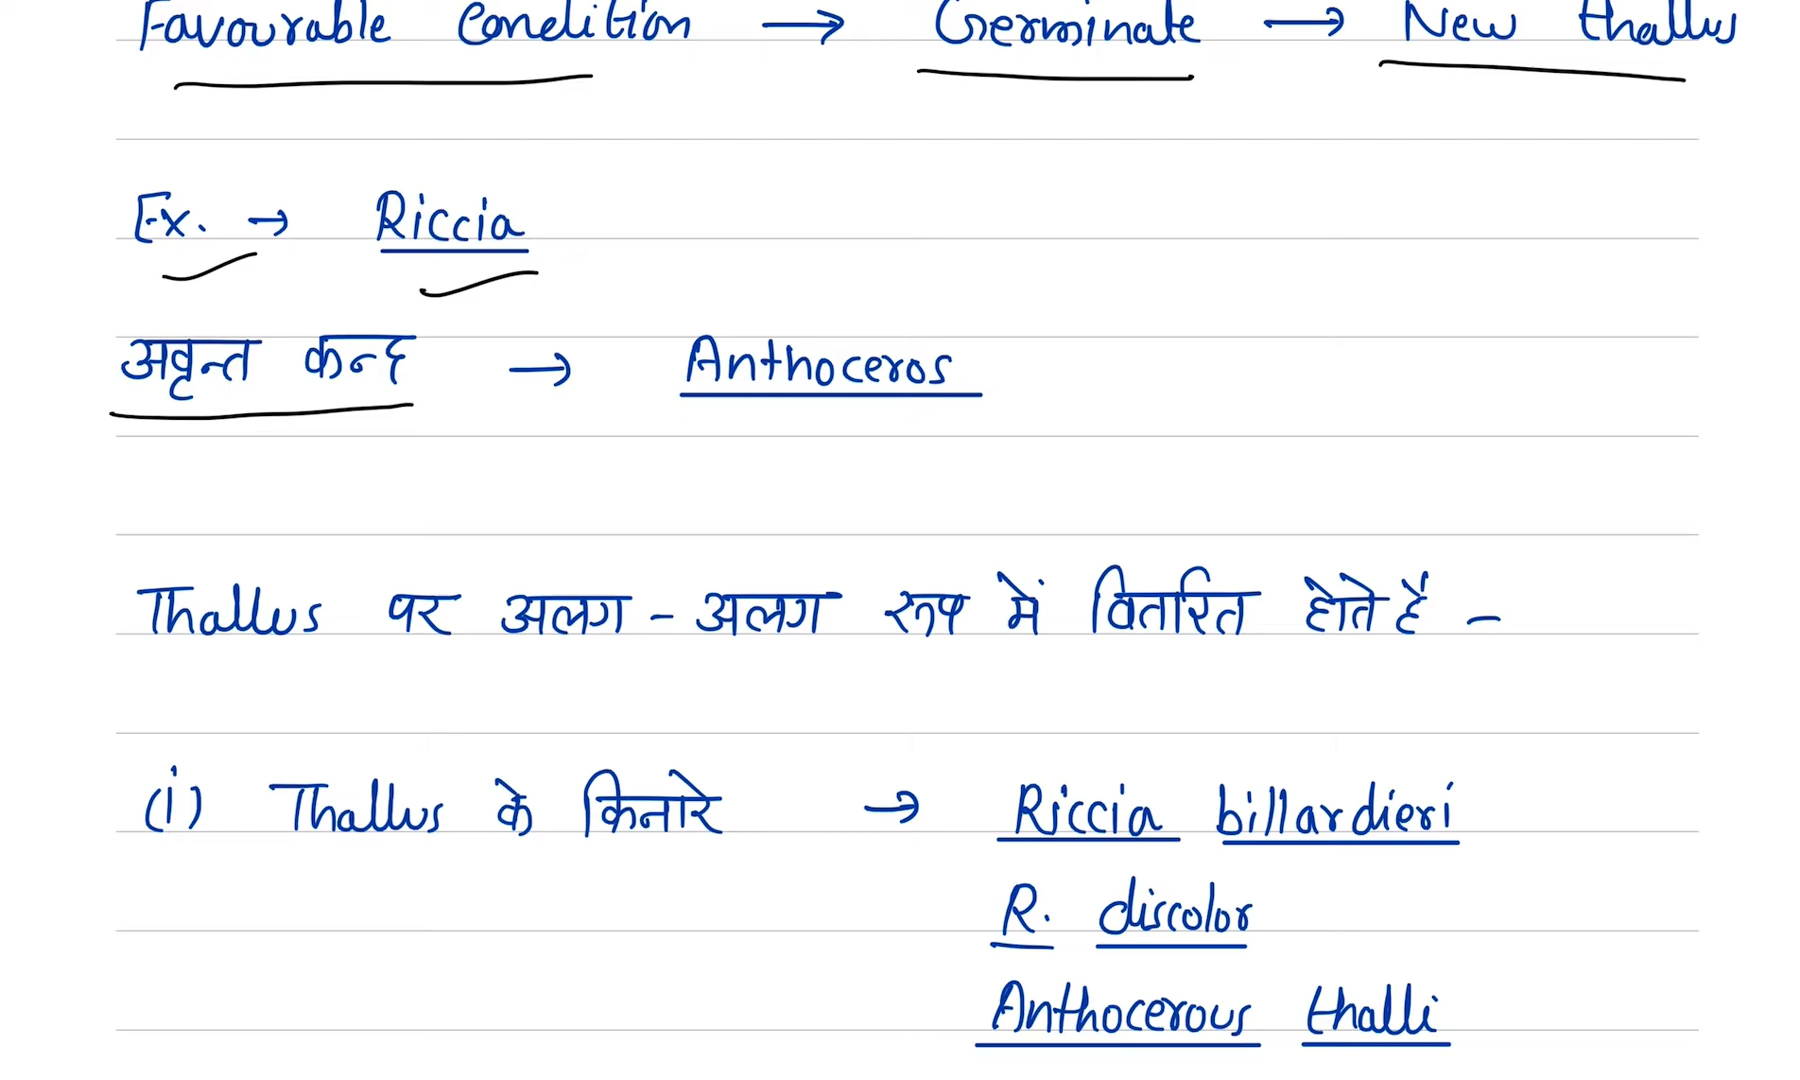 Favourable Condition → Germinate → New thallus
Ex. → Riccia
अवृन्त कन्द → Anthoceros
Thallus पर अलग - अलग रूप में वितरित होते हैं -
(i) Thallus के किनारे → Riccia billardieri
R. discolor
Anthocerous thalli